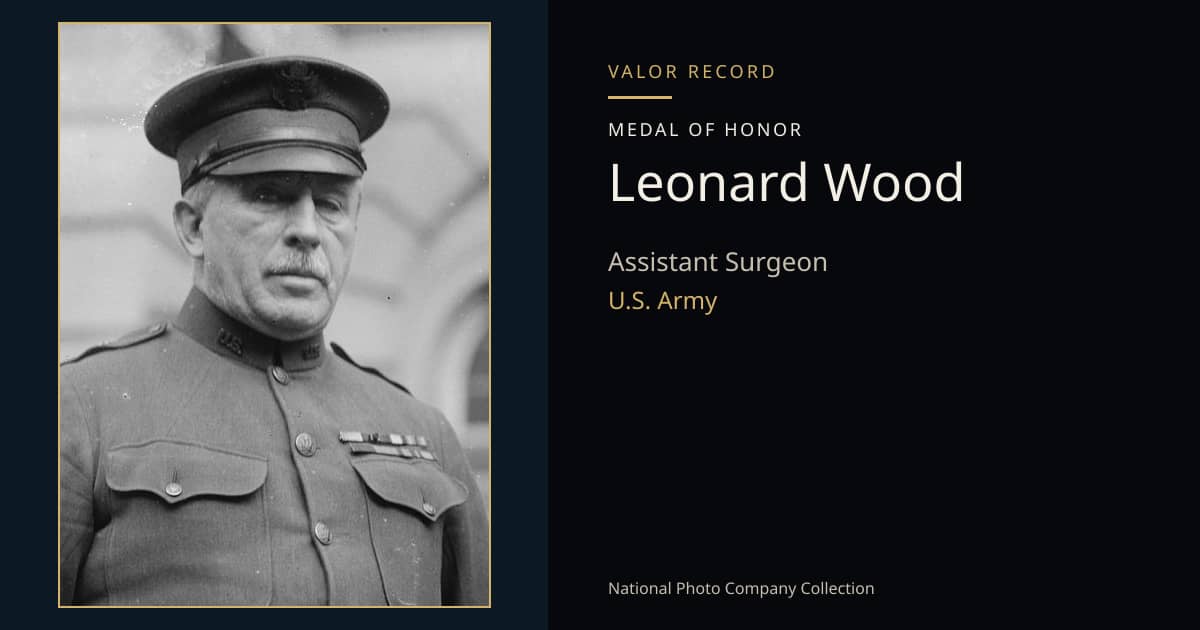 VALOR RECORD
MEDAL OF HONOR
Leonard Wood
Assistant Surgeon
U.S. Army
National Photo Company Collection